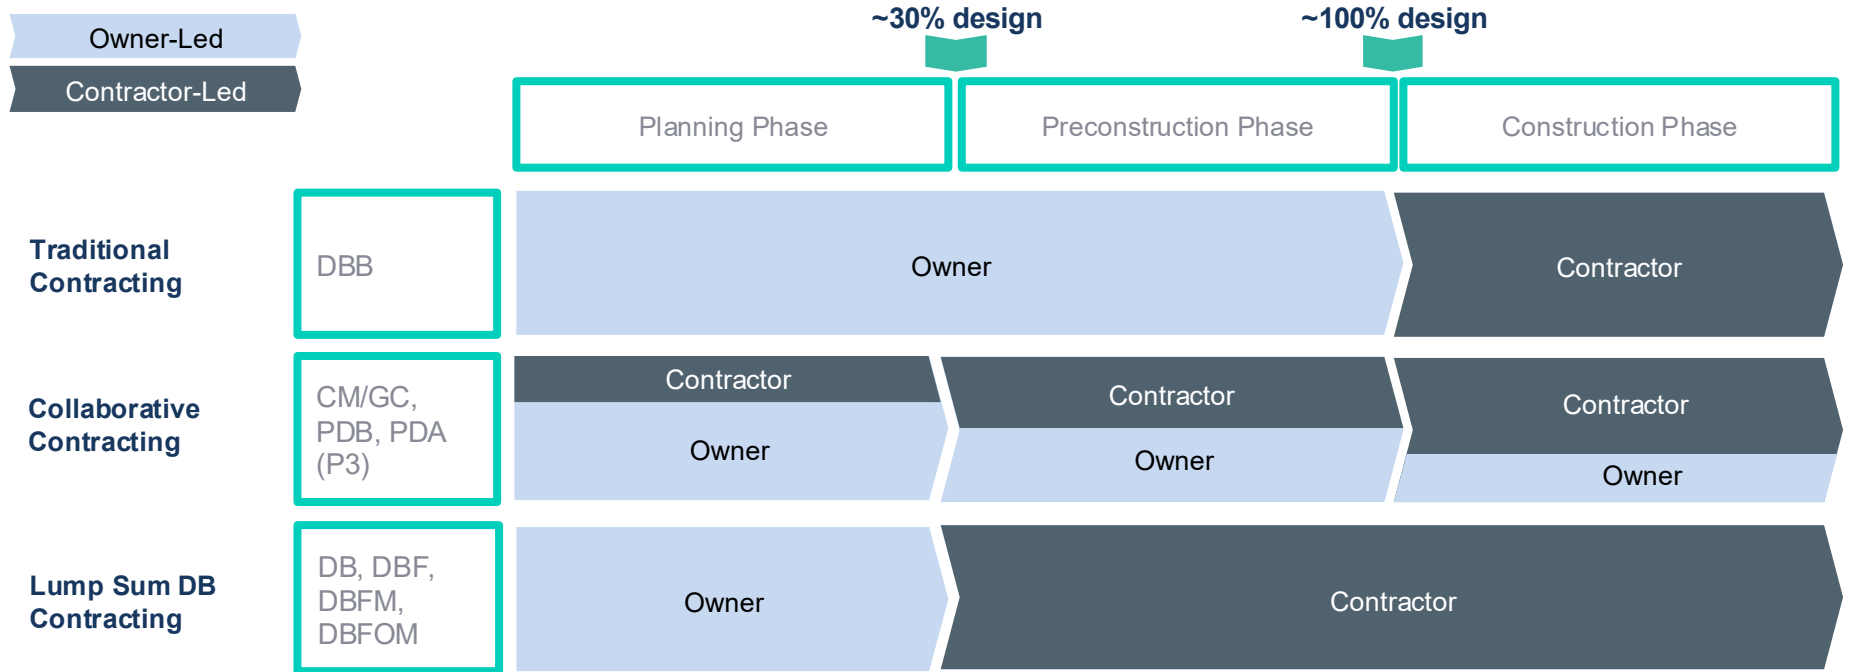 ~30% design
~100% design
Owner-Led
Contractor-Led
Planning Phase
Preconstruction Phase
Construction Phase
Traditional
Contracting
DBB
Owner
Contractor
Collaborative
Contracting
CM/GC,
PDB, PDA
(P3)
Contractor
Owner
Contractor
Owner
Contractor
Owner
Lump Sum DB
Contracting
DB, DBF,
DBFM,
DBFOM
Owner
Contractor